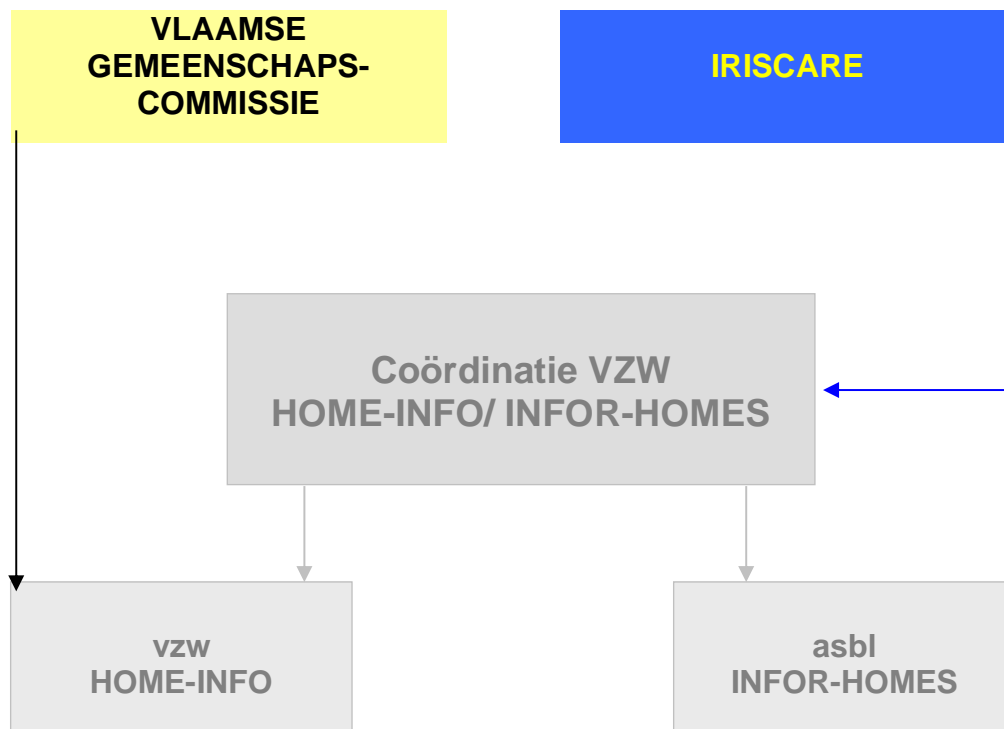 VLAAMSE
GEMEENSCHAPS-
COMMISSIE
IRISCARE
Coördinatie VZW
HOME-INFO/ INFOR-HOMES
vzw
HOME-INFO
asbl
INFOR-HOMES